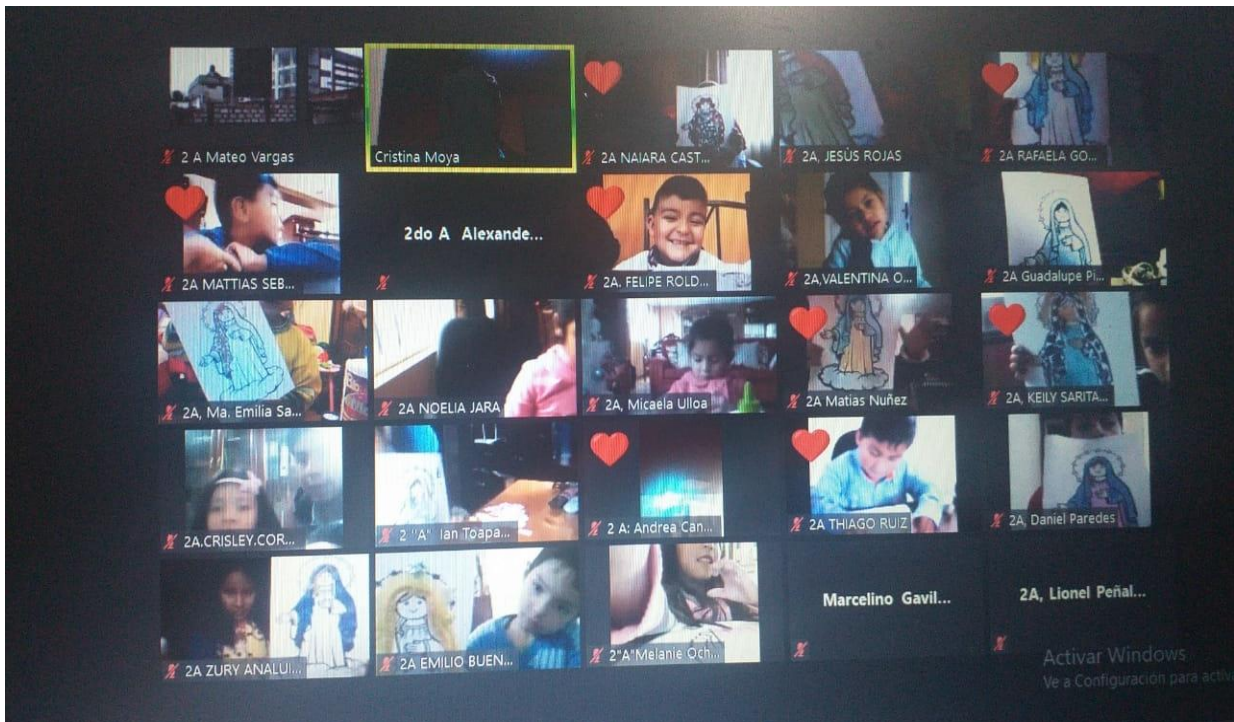 2 A Mateo Vargas
Cristina Moya
2A NAIARA CAST...
2A, JESÙS ROJAS
2A RAFAELA GO...
2A MATTIAS SEB...
2do A Alexande...
2A, FELIPE ROLD...
2A,VALENTINA O...
2A Guadalupe Pi...
2A, Ma. Emilia Sa...
2A NOELIA JARA
2A, Micaela Ulloa
2A Matias Nuñez
2A, KEILY SARITA...
2A.CRISLEY.COR...
2 "A" Ian Toapa...
2 A: Andrea Can...
2A THIAGO RUIZ
2A, Daniel Paredes
2A ZURY ANALUI...
2A EMILIO BUEN...
2"A"Melanie Och...
Marcelino Gavil...
2A, Lionel Peñal...
Activar Windows
Ve a Configuración para activa